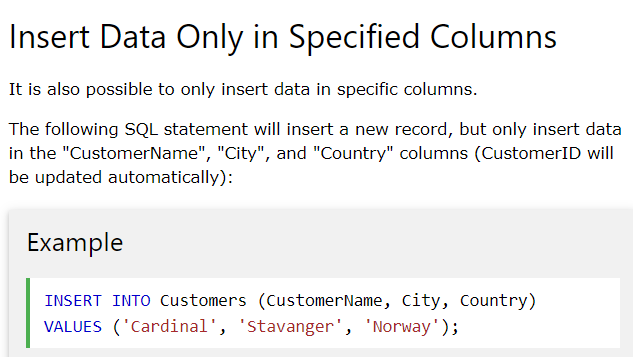 Insert Data Only in Specified Columns
It is also possible to only insert data in specific columns.
The following SQL statement will insert a new record, but only insert data
in the "CustomerName", "City", and "Country" columns (CustomerID will
be updated automatically):
Example
INSERT INTO Customers (CustomerName, City, Country)
VALUES ('Cardinal', 'Stavanger', 'Norway');